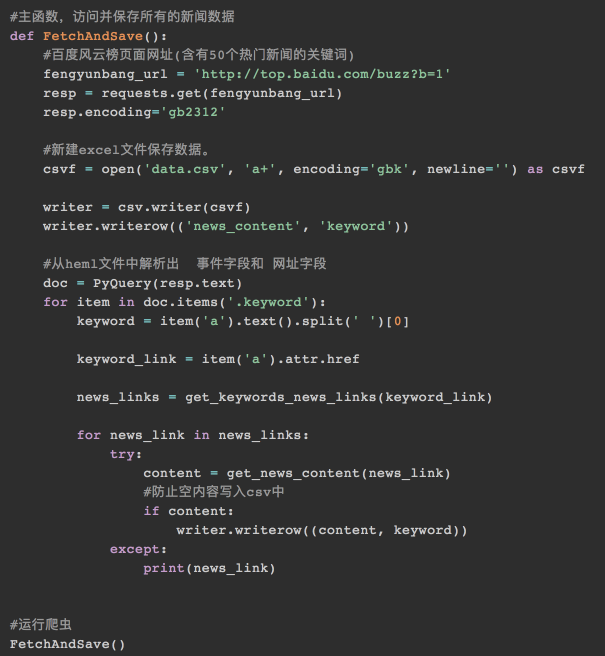 #主函数，访问并保存所有的新闻数据
def FetchAndSave():
    #百度风云榜页面网址(含有50个热门新闻的关键词)
    fengyunbang_url = 'http://top.baidu.com/buzz?b=1'
    resp = requests.get(fengyunbang_url)
    resp.encoding='gb2312'

    #新建excel文件保存数据。
    csvf = open('data.csv', 'a+', encoding='gbk', newline='') as csvf

    writer = csv.writer(csvf)
    writer.writerow(('news_content', 'keyword'))

    #从heml文件中解析出  事件字段和 网址字段
    doc = PyQuery(resp.text)
    for item in doc.items('.keyword'):
        keyword = item('a').text().split(' ')[0]

        keyword_link = item('a').attr.href

        news_links = get_keywords_news_links(keyword_link)

        for news_link in news_links:
            try:
                content = get_news_content(news_link)
                #防止空内容写入csv中
                if content:
                    writer.writerow((content, keyword))
            except:
                print(news_link)


#运行爬虫
FetchAndSave()